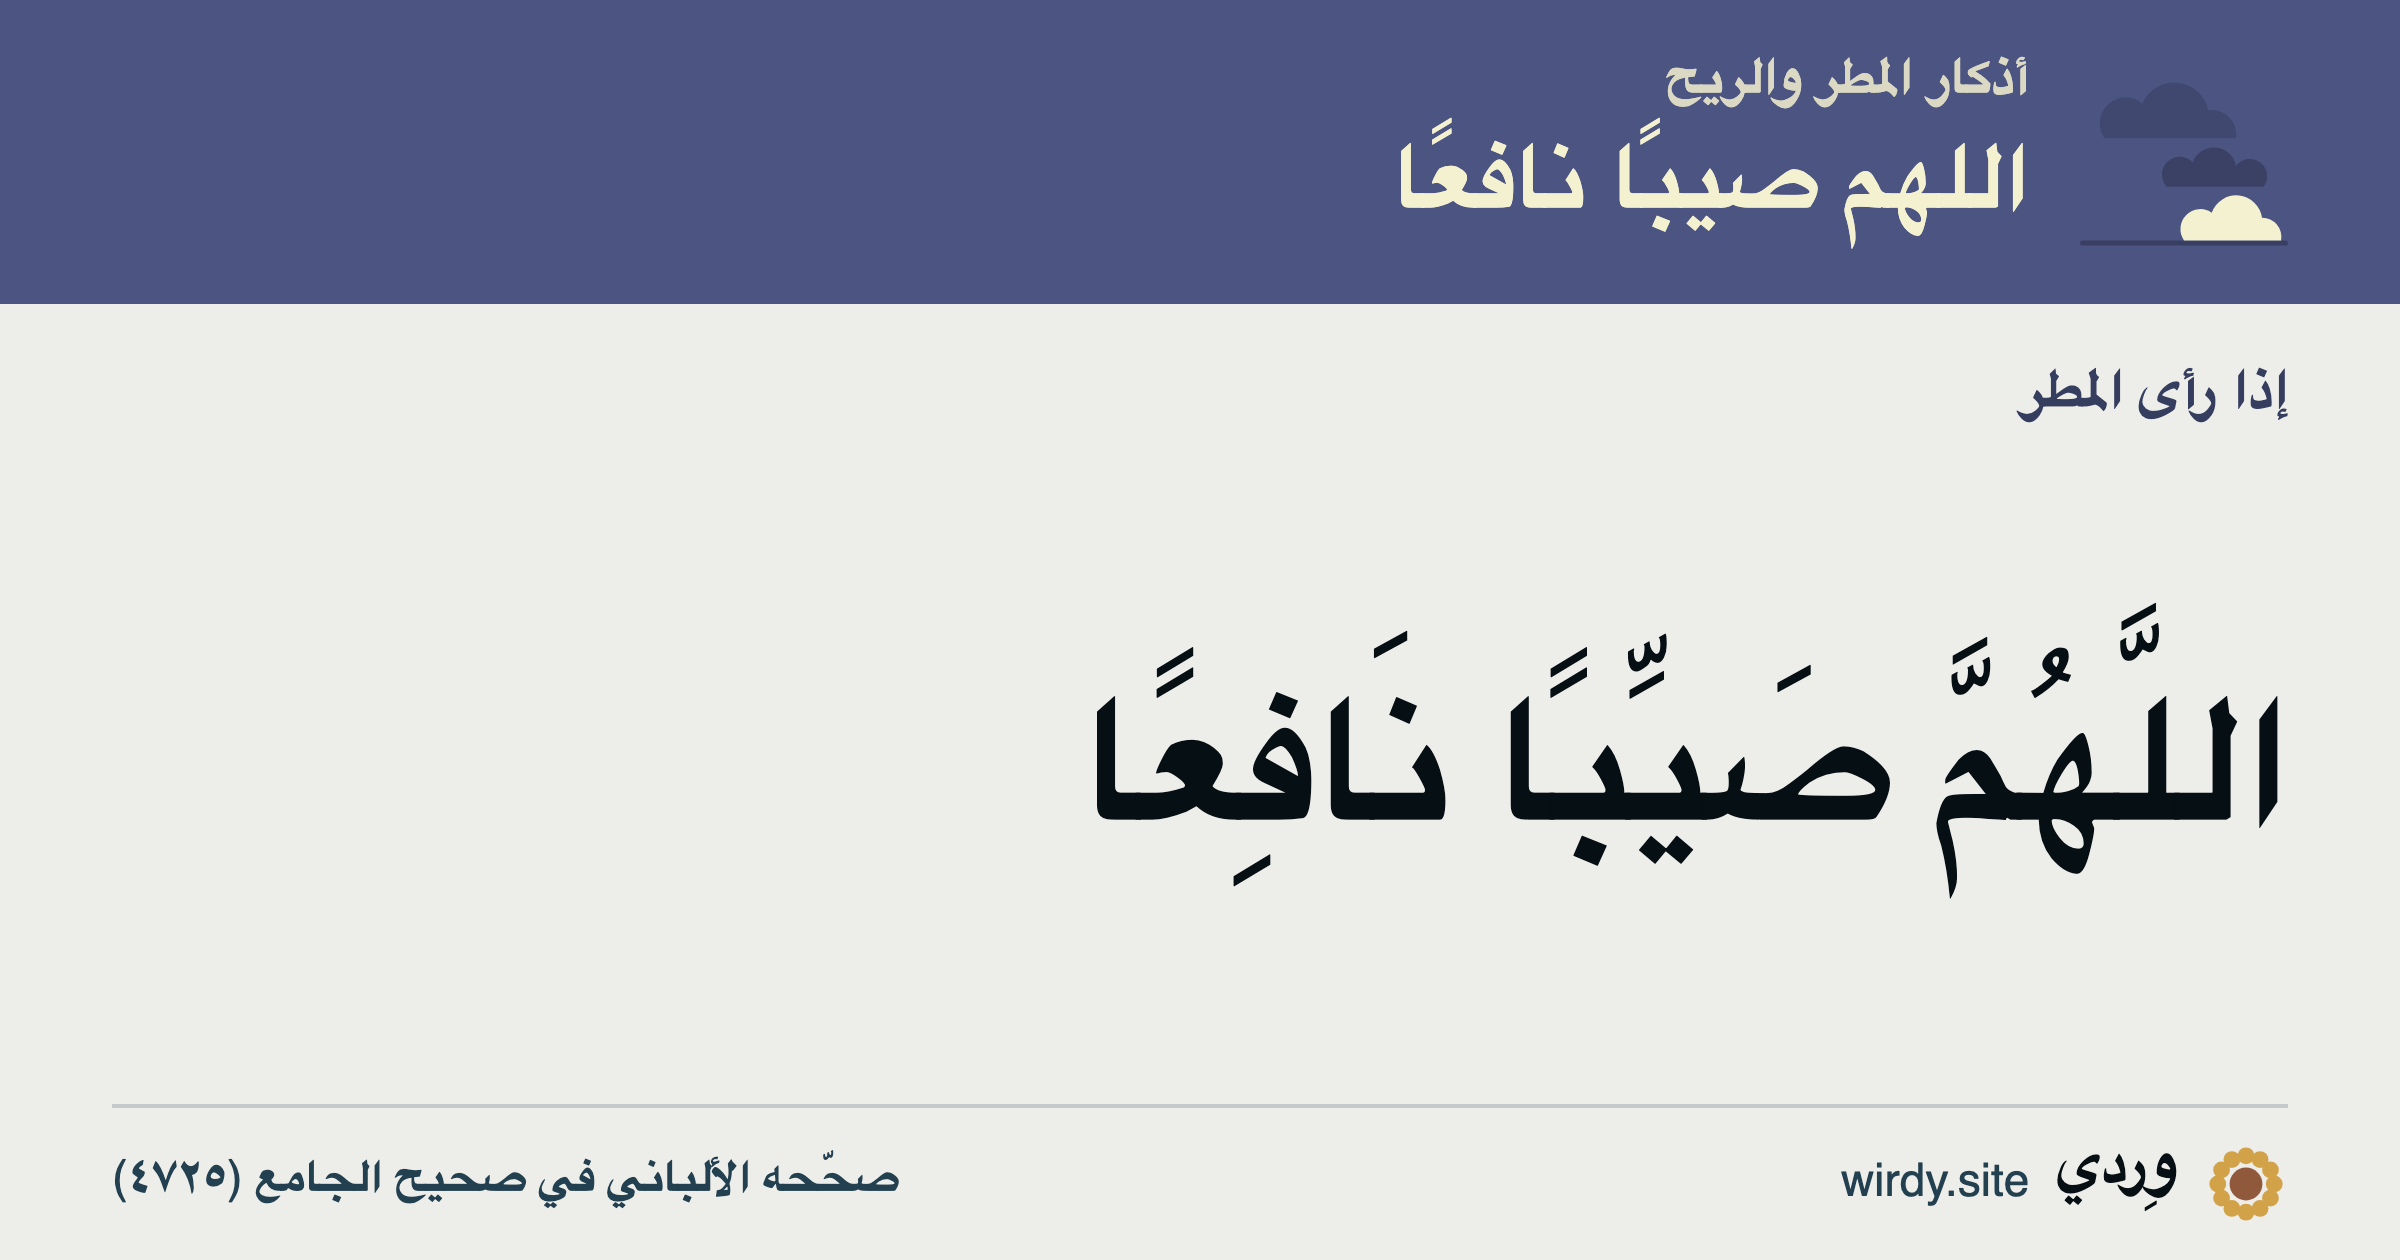 أذكار المطر والريح
اللهم صيبًا نافعًا
إذا رأى المطر
اللَّهُمَّ صَيِّبًا نَافِعًا
وِردي wirdy.site
صحّحه الألباني في صحيح الجامع (٤٧٢٥)